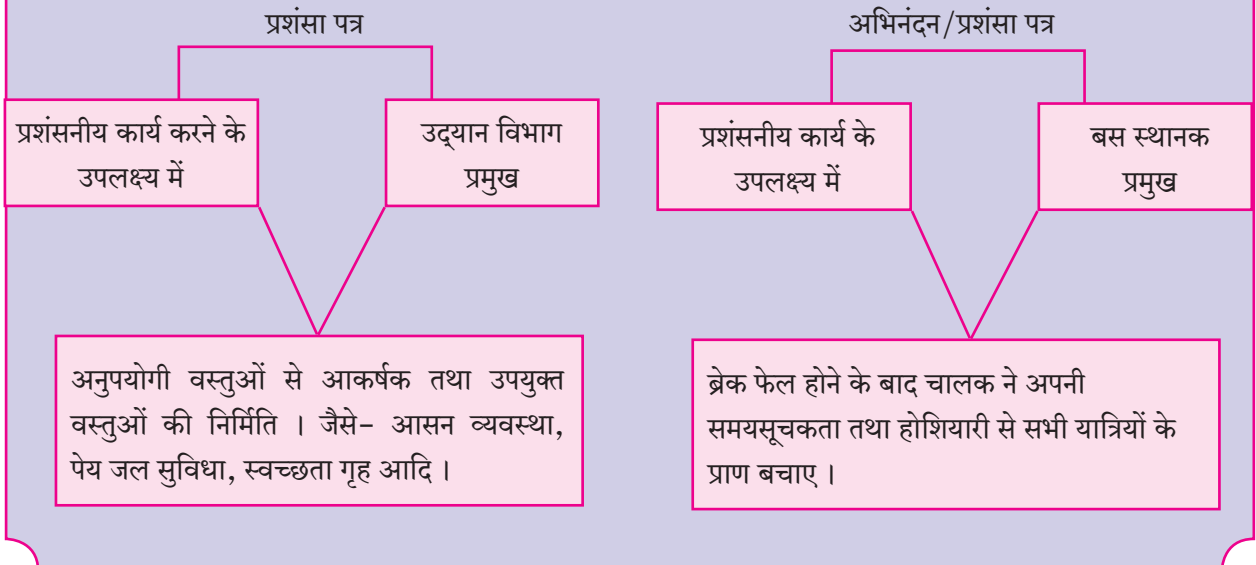 प्रशंसा पत्र
प्रशंसनीय कार्य करने के
उपलक्ष्य में
उद्‌यान विभाग
प्रमुख
अनुपयोगी वस्तुओं से आकर्षक तथा उपयुक्त
वस्तुओं की निर्मिति । जैसे- आसन व्यवस्था,
पेय जल सुविधा, स्वच्छता गृह आदि ।
अभिनंदन/प्रशंसा पत्र
प्रशंसनीय कार्य के
उपलक्ष्य में
बस स्थानक
प्रमुख
ब्रेक फेल होने के बाद चालक ने अपनी
समयसूचकता तथा होशियारी से सभी यात्रियों के
प्राण बचाए ।